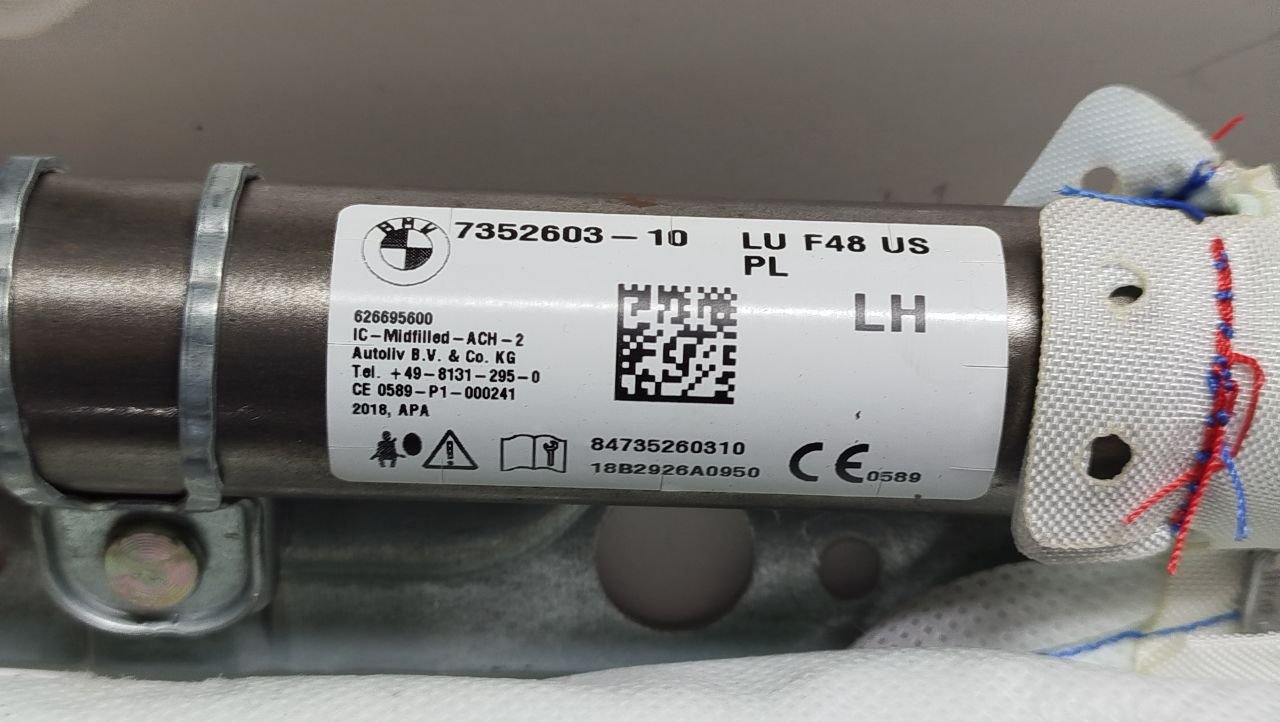 BMW
7352603-10 LU F48 US
PL
LH
626695600
IC-Midfilled-ACH-2
Autoliv B.V. & Co. KG
Tel. +49-8131-295-0
CE 0589-P1-000241
2018, APA
84735260310
18B2926A0950
CE 0589